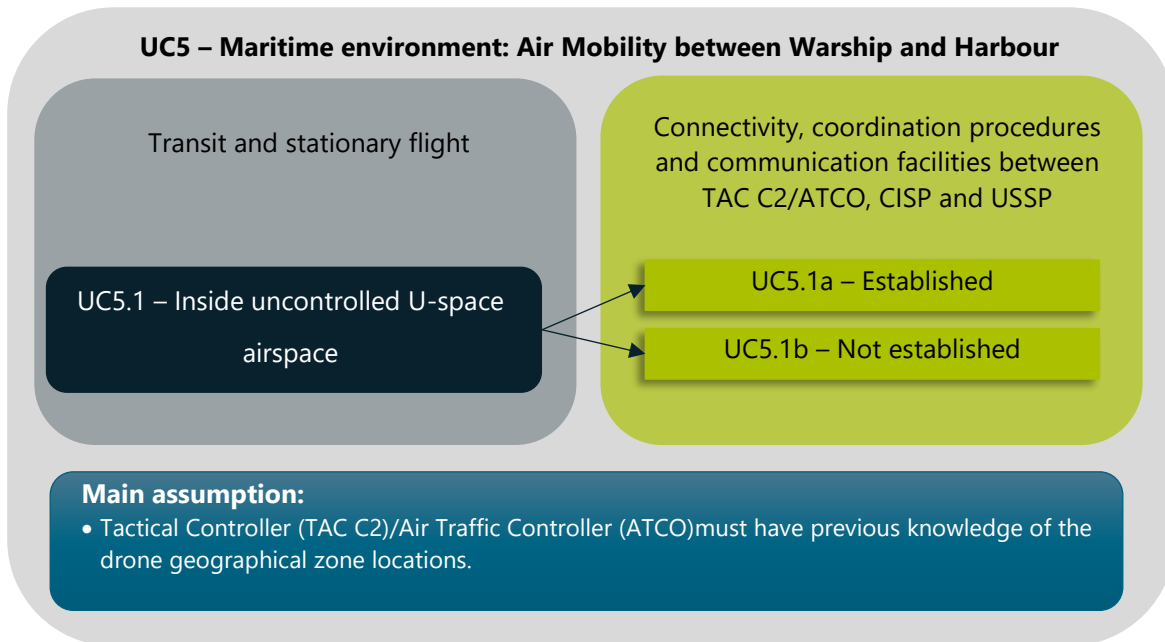 UC5 – Maritime environment: Air Mobility between Warship and Harbour
Transit and stationary flight
UC5.1 – Inside uncontrolled U-space
airspace
Connectivity, coordination procedures
and communication facilities between
TAC C2/ATCO, CISP and USSP
UC5.1a – Established
UC5.1b – Not established
Main assumption:
• Tactical Controller (TAC C2)/Air Traffic Controller (ATCO)must have previous knowledge of the
drone geographical zone locations.